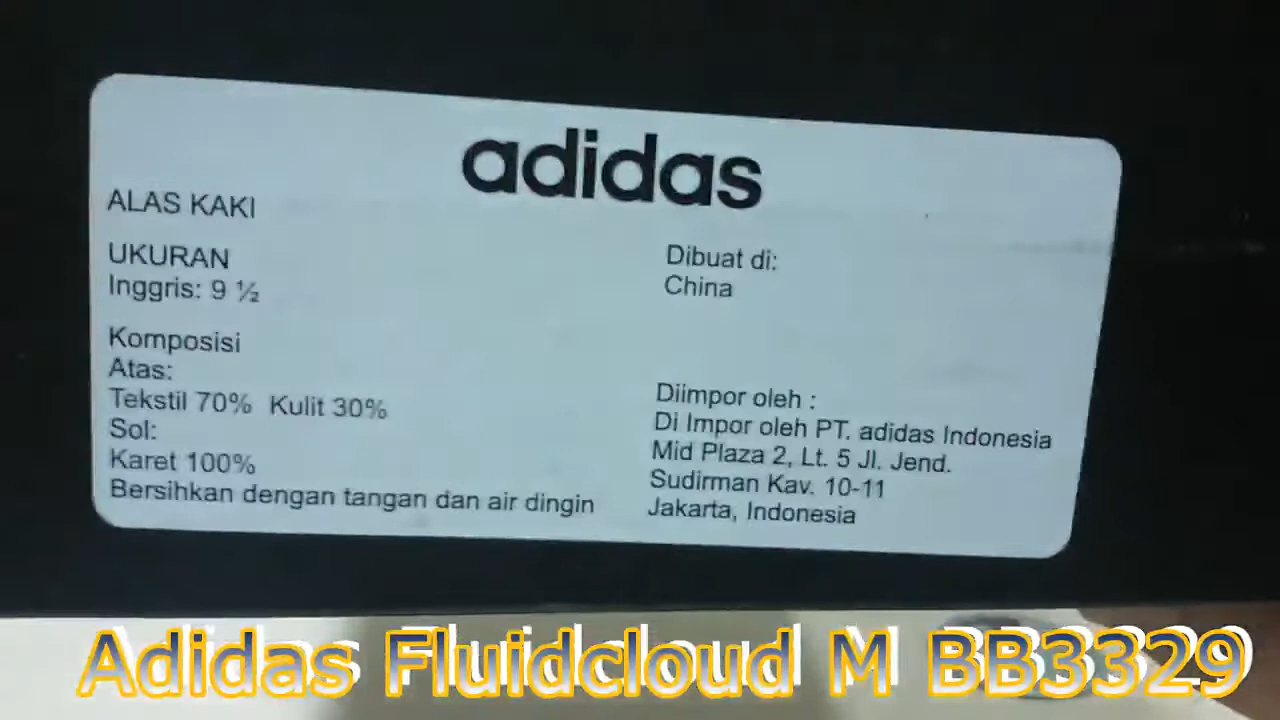 adidas
ALAS KAKI
UKURAN
Inggris: 9 ½
Komposisi
Atas:
Tekstil 70% Kulit 30%
Sol:
Karet 100%
Bersihkan dengan tangan dan air dingin
Dibuat di:
China
Diimpor oleh :
Di Impor oleh PT. adidas Indonesia
Mid Plaza 2, Lt. 5 Jl. Jend.
Sudirman Kav. 10-11
Jakarta, Indonesia
Adidas Fluidcloud M BB3329